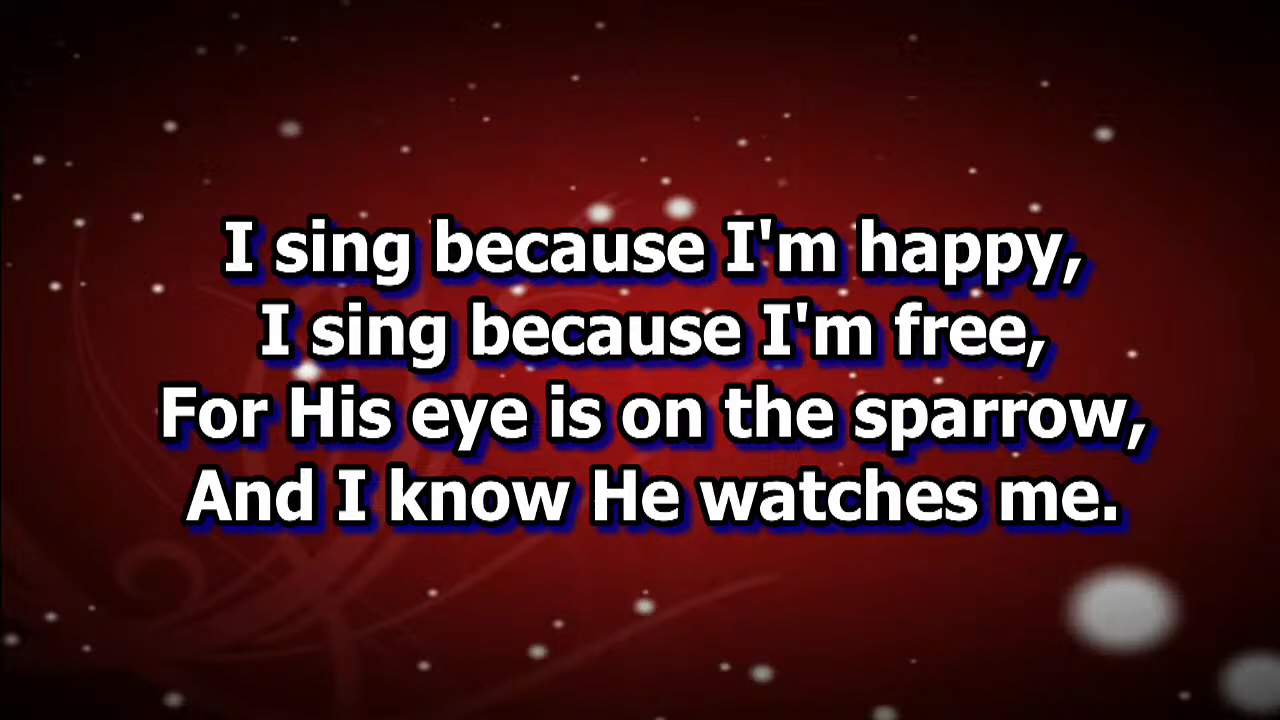 I sing because I'm happy,
I sing because I'm free,
For His eye is on the sparrow,
And I know He watches me.